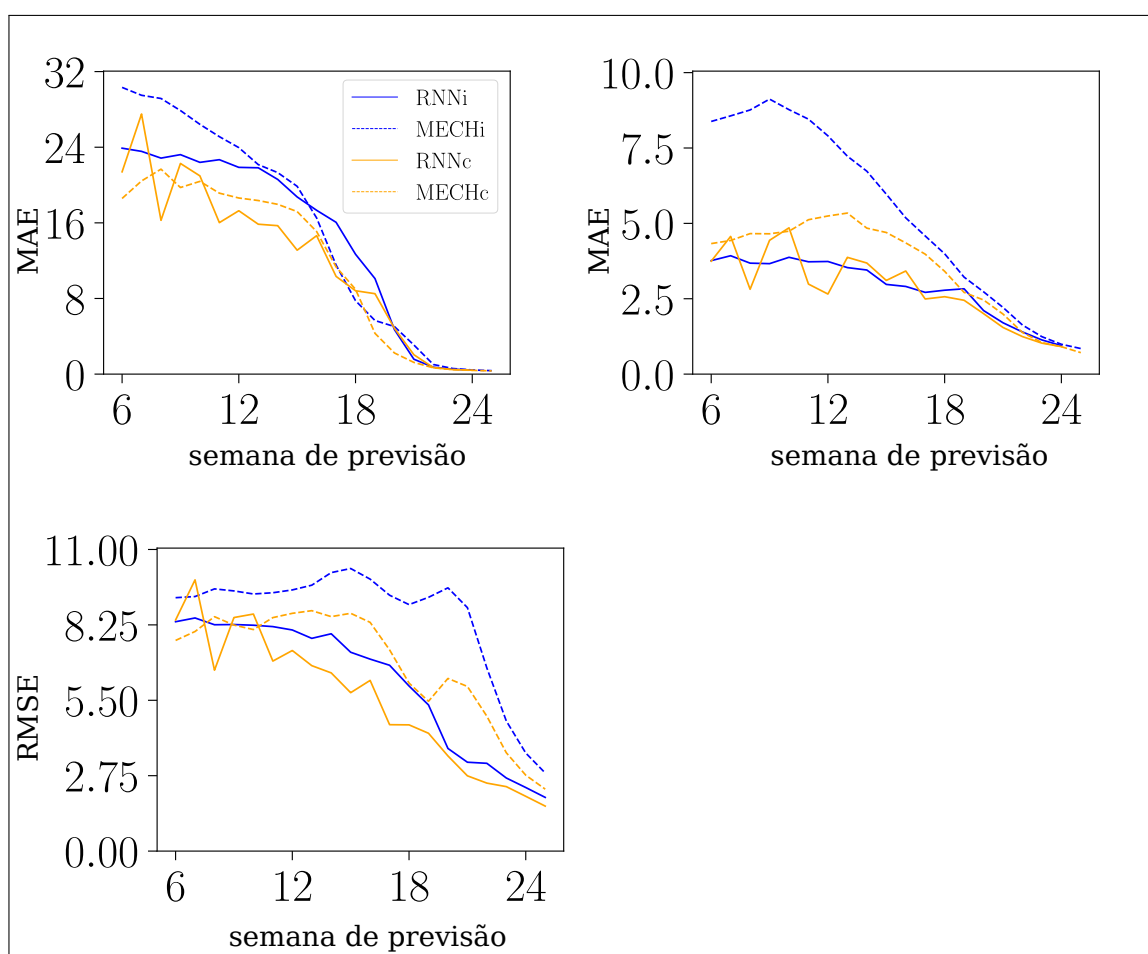 32
24
16
8
0
MAE
6 12 18 24
semana de previsão
RNNi
MECHi
RNNc
MECHc
10.0
7.5
5.0
2.5
0.0
MAE
6 12 18 24
semana de previsão
11.00
8.25
5.50
2.75
0.00
RMSE
6 12 18 24
semana de previsão